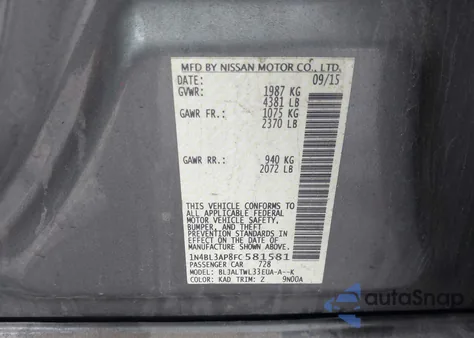 MFD BY NISSAN MOTOR CO., LTD.
DATE: 09/15
GVWR: 1987 KG
4381 LB
GAWR FR.: 1075 KG
2370 LB
GAWR RR.: 940 KG
2072 LB
THIS VEHICLE CONFORMS TO
ALL APPLICABLE FEDERAL
MOTOR VEHICLE SAFETY,
BUMPER, AND THEFT
PREVENTION STANDARDS IN
EFFECT ON THE DATE OF
MANUFACTURE SHOWN ABOVE.
1N4BL3AP8FC581581
PASSENGER CAR 728
MODEL: BL3ALTWL33EUA-A--K
COLOR: KAD TRIM: Z 9N00A
autoSnap